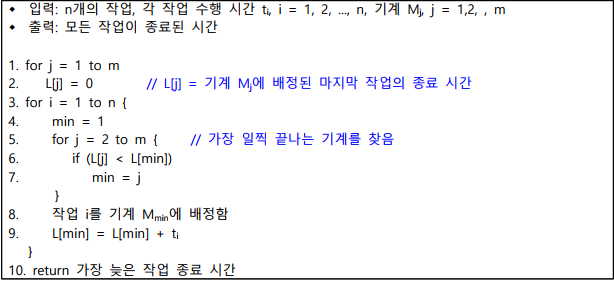 ◆ 입력: n개의 작업, 각 작업 수행 시간 tᵢ, i = 1, 2, ..., n, 기계 Mⱼ, j = 1,2, , m
◆ 출력: 모든 작업이 종료된 시간
1. for j = 1 to m
2. L[j] = 0 // L[j] = 기계 Mⱼ에 배정된 마지막 작업의 종료 시간
3. for i = 1 to n {
4. min = 1
5. for j = 2 to m { // 가장 일찍 끝나는 기계를 찾음
6. if (L[j] < L[min])
7. min = j
}
8. 작업 i를 기계 Mmin에 배정함
9. L[min] = L[min] + tᵢ
}
10. return 가장 늦은 작업 종료 시간